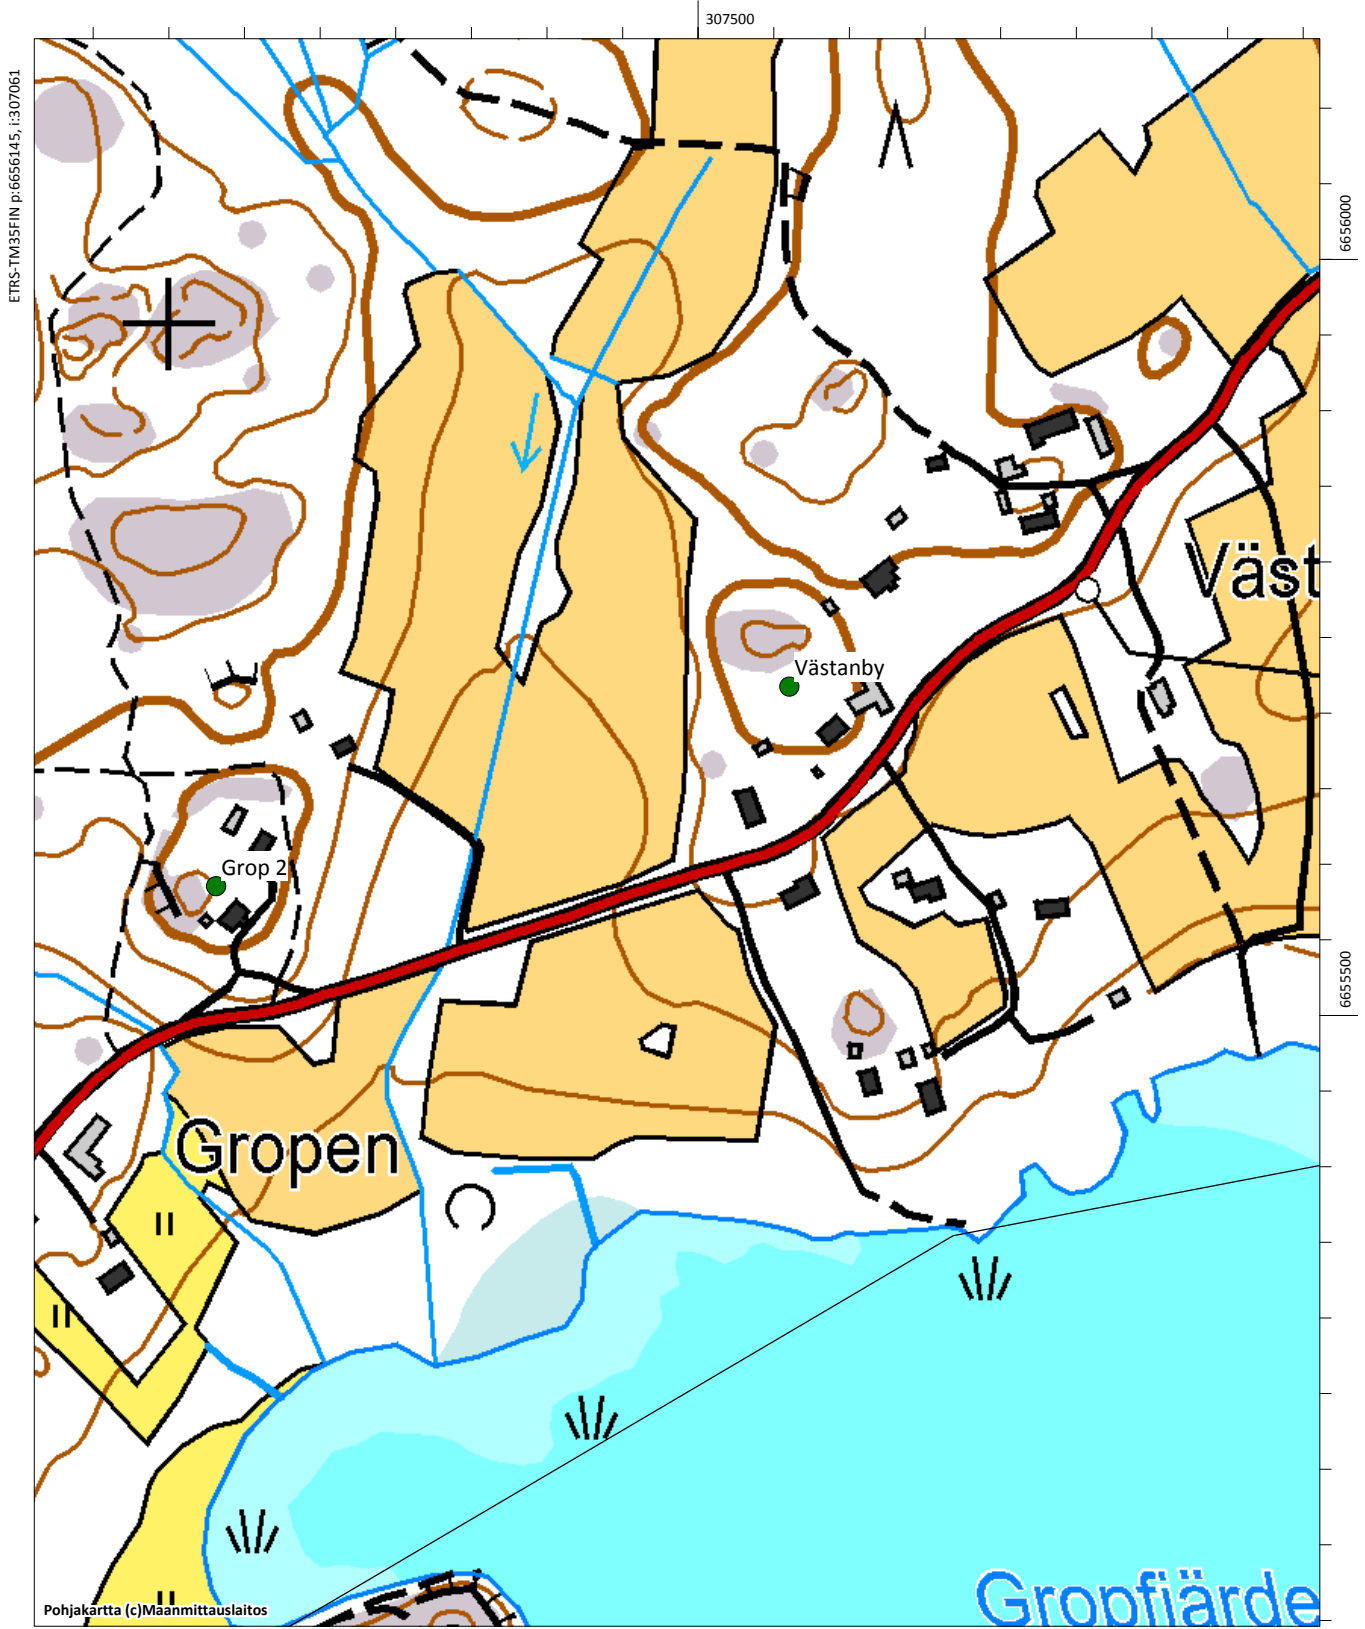 307500
ETRS-TM35FIN p:6656145, i:307061
6656000
Väst
Västanby
Grop 2
6655500
Gropen
Gropfjärde
Pohjakartta (c)Maanmittauslaitos